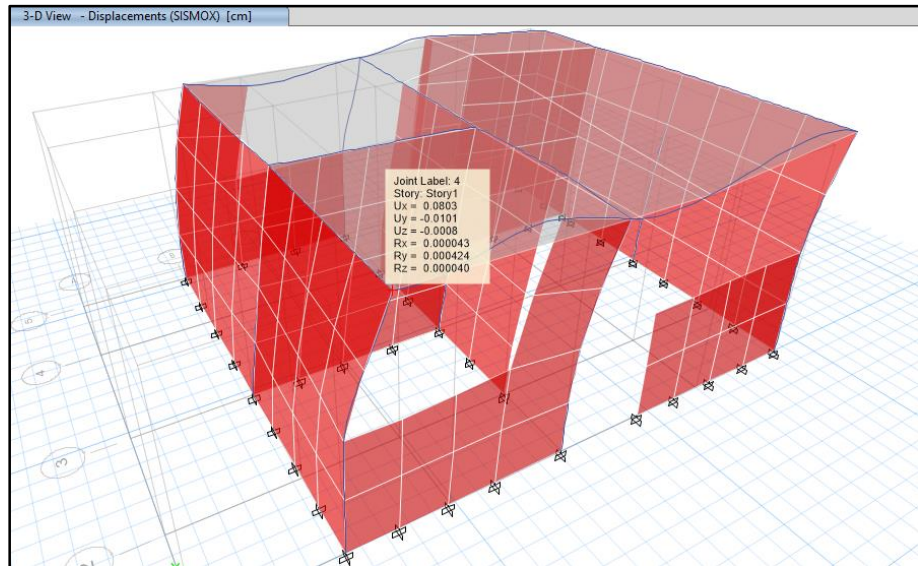 3-D View - Displacements (SISMOX) [cm]
Joint Label: 4
Story: Story1
Ux = 0.0803
Uy = -0.0101
Uz = -0.0008
Rx = 0.000043
Ry = 0.000424
Rz = 0.000040
4
3
2